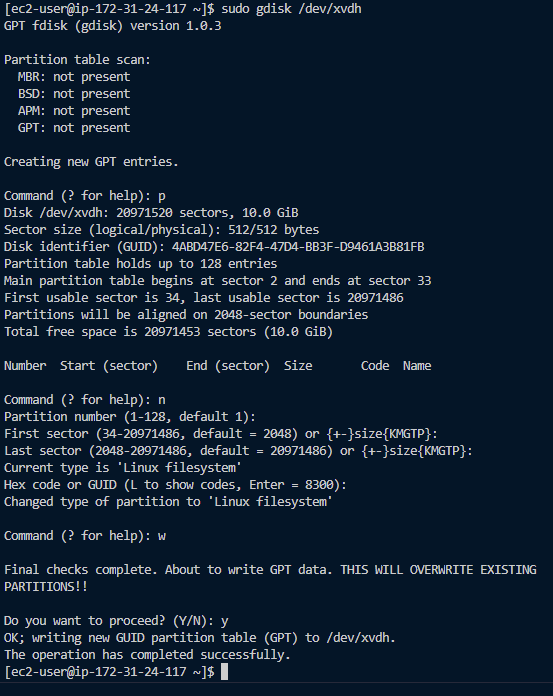 [ec2-user@ip-172-31-24-117 ~]$ sudo gdisk /dev/xvdh
GPT fdisk (gdisk) version 1.0.3

Partition table scan:
  MBR: not present
  BSD: not present
  APM: not present
  GPT: not present

Creating new GPT entries.

Command (? for help): p
Disk /dev/xvdh: 20971520 sectors, 10.0 GiB
Sector size (logical/physical): 512/512 bytes
Disk identifier (GUID): 4ABD47E6-82F4-47D4-BB3F-D9461A3B81FB
Partition table holds up to 128 entries
Main partition table begins at sector 2 and ends at sector 33
First usable sector is 34, last usable sector is 20971486
Partitions will be aligned on 2048-sector boundaries
Total free space is 20971453 sectors (10.0 GiB)

Number  Start (sector)    End (sector)  Size       Code  Name

Command (? for help): n
Partition number (1-128, default 1):
First sector (34-20971486, default = 2048) or {+-}size{KMGTP}:
Last sector (2048-20971486, default = 20971486) or {+-}size{KMGTP}:
Current type is 'Linux filesystem'
Hex code or GUID (L to show codes, Enter = 8300):
Changed type of partition to 'Linux filesystem'

Command (? for help): w

Final checks complete. About to write GPT data. THIS WILL OVERWRITE EXISTING
PARTITIONS!!

Do you want to proceed? (Y/N): y
OK; writing new GUID partition table (GPT) to /dev/xvdh.
The operation has completed successfully.
[ec2-user@ip-172-31-24-117 ~]$